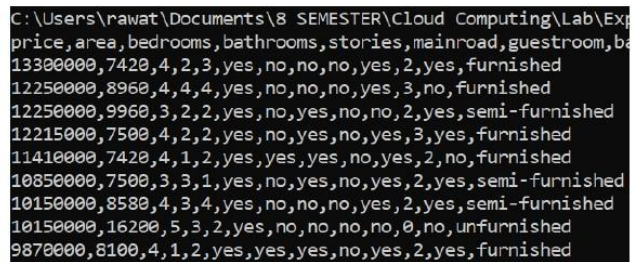 C:\Users\rawat\Documents\8 SEMESTER\Cloud Computing\Lab\Exp
price,area,bedrooms,bathrooms,stories,mainroad,guestroom,ba
13300000,7420,4,2,3,yes,no,no,no,yes,2,yes,furnished
12250000,8960,4,4,4,yes,no,no,no,yes,3,no,furnished
12250000,9960,3,2,2,yes,no,yes,no,no,2,yes,semi-furnished
12215000,7500,4,2,2,yes,no,yes,no,yes,3,yes,furnished
11410000,7420,4,1,2,yes,yes,yes,no,yes,2,no,furnished
10850000,7500,3,3,1,yes,no,yes,no,yes,2,yes,semi-furnished
10150000,8580,4,3,4,yes,no,no,no,yes,2,yes,semi-furnished
10150000,16200,5,3,2,yes,no,no,no,no,0,no,unfurnished
9870000,8100,4,1,2,yes,yes,yes,no,yes,2,yes,furnished